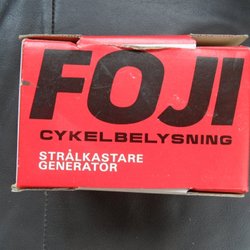 FOJI
CYKELBELYSNING
STRÅLKASTARE
GENERATOR